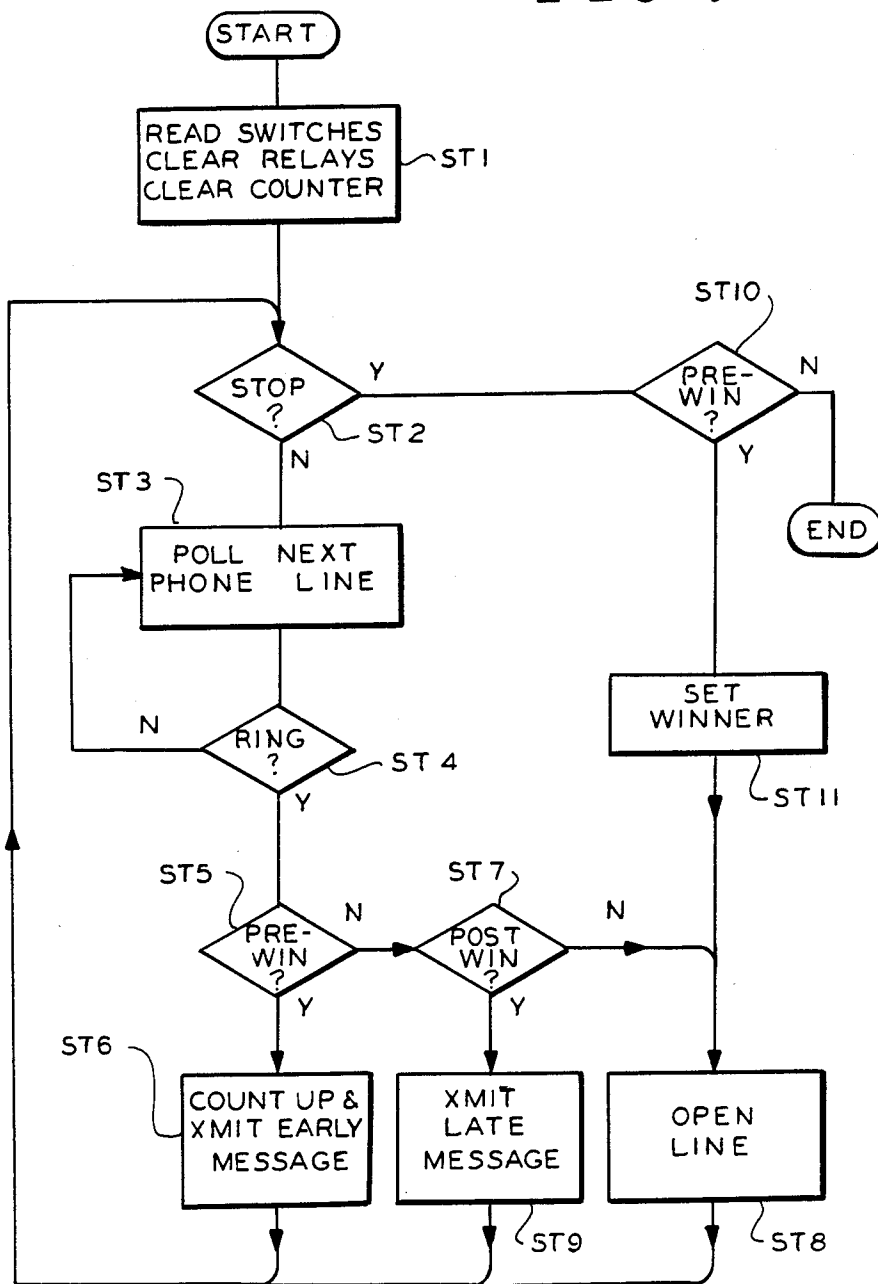 START
READ SWITCHES
CLEAR RELAYS
CLEAR COUNTER
ST1
ST10
STOP
?
Y
ST2
N
PRE-
WIN
?
N
Y
END
ST3
POLL NEXT
PHONE LINE
N
RING
?
ST4
Y
SET
WINNER
ST11
ST5
PRE-
WIN
?
N
Y
ST7
POST
WIN
?
N
Y
ST6
COUNT UP &
XMIT EARLY
MESSAGE
XMIT
LATE
MESSAGE
ST9
OPEN
LINE
ST8